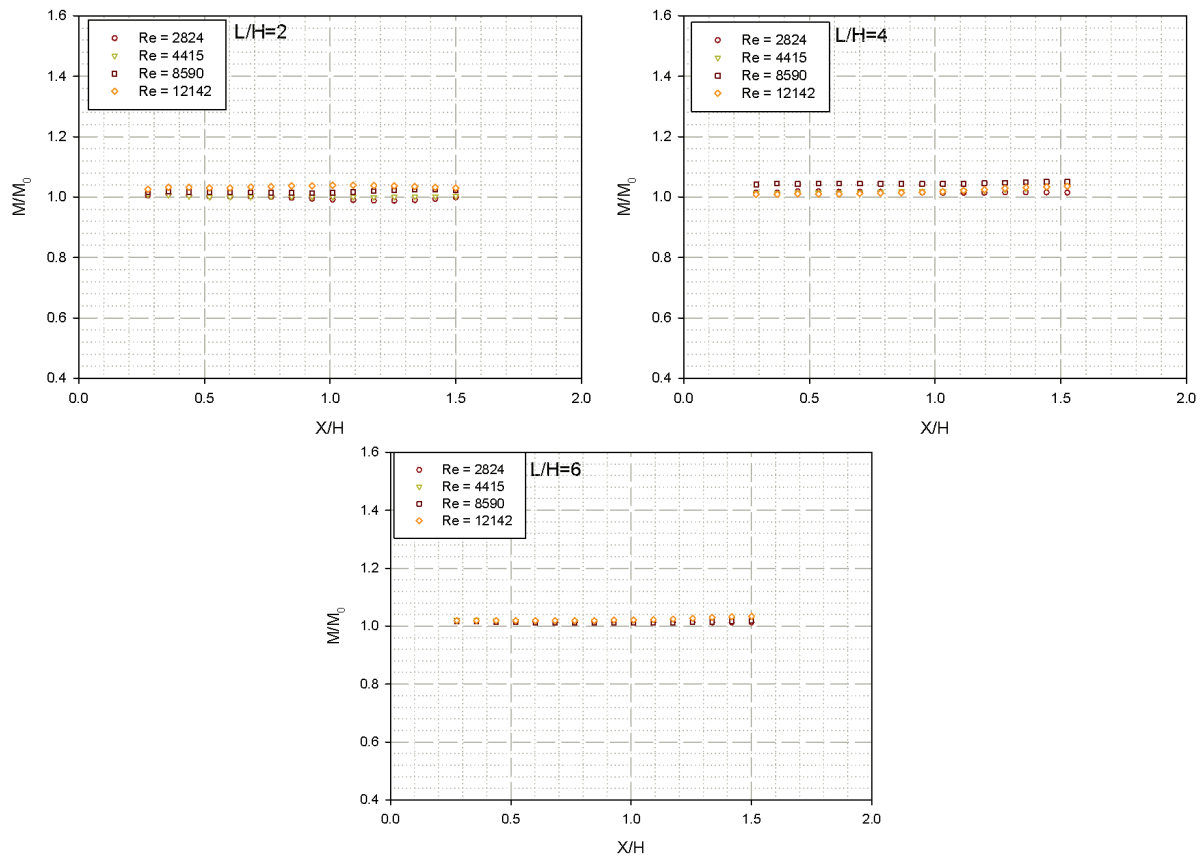 L/H=2
Re = 2824
Re = 4415
Re = 8590
Re = 12142
1.6
1.4
1.2
1.0
0.8
0.6
0.4
M/M₀
0.0 0.5 1.0 1.5 2.0
X/H
L/H=4
Re = 2824
Re = 4415
Re = 8590
Re = 12142
1.6
1.4
1.2
1.0
0.8
0.6
0.4
M/M₀
0.0 0.5 1.0 1.5 2.0
X/H
L/H=6
Re = 2824
Re = 4415
Re = 8590
Re = 12142
1.6
1.4
1.2
1.0
0.8
0.6
0.4
M/M₀
0.0 0.5 1.0 1.5 2.0
X/H